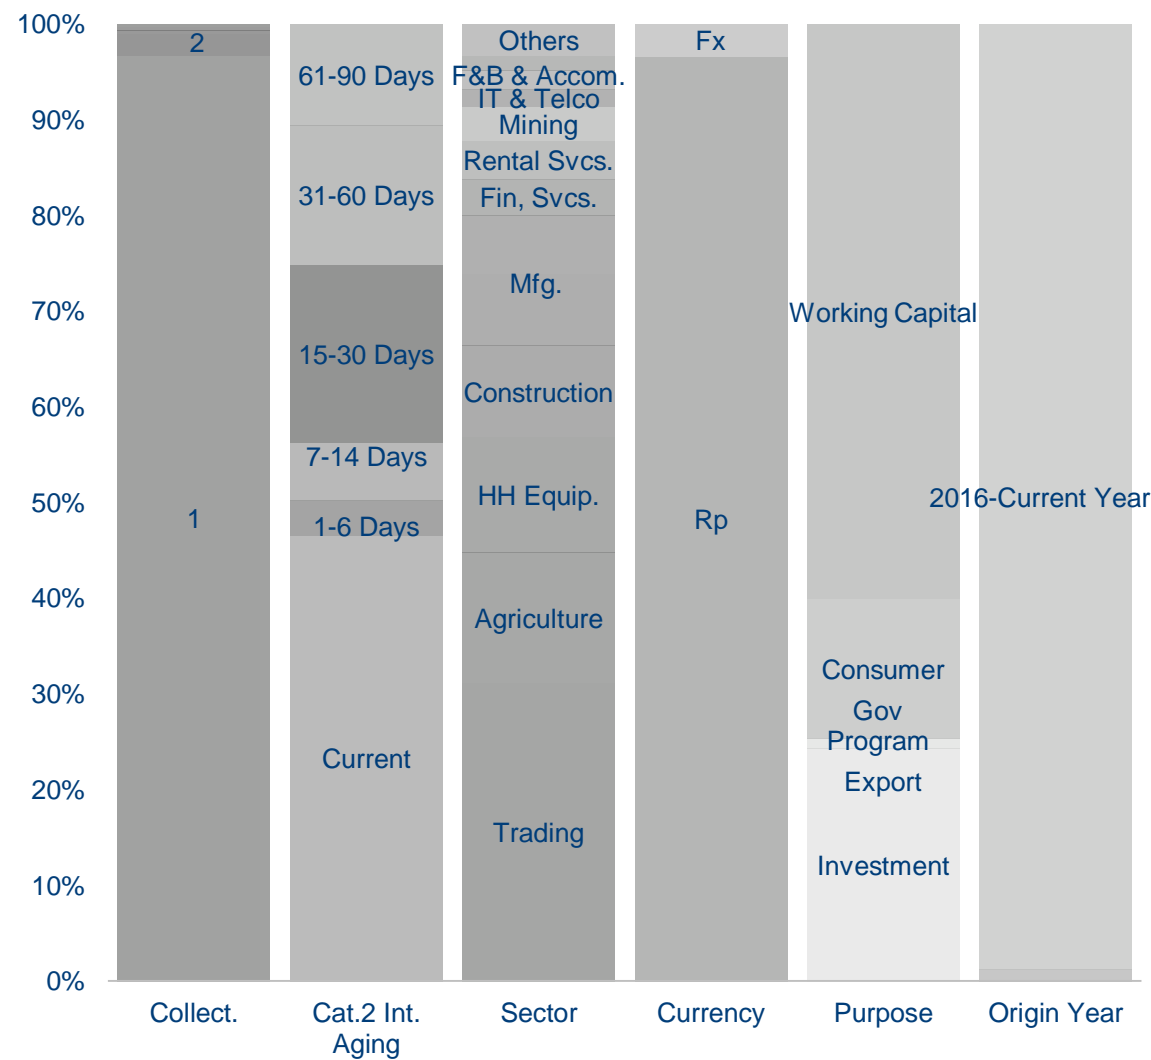 100%
90%
80%
70%
60%
50%
40%
30%
20%
10%
0%
2
1
61-90 Days
31-60 Days
15-30 Days
7-14 Days
1-6 Days
Current
Others
F&B & Accom.
IT & Telco
Mining
Rental Svcs.
Fin, Svcs.
Mfg.
Construction
HH Equip.
Agriculture
Trading
Fx
Rp
Working Capital
Consumer
Gov
Program
Export
Investment
2016-Current Year
Collect.
Cat.2 Int.
Aging
Sector
Currency
Purpose
Origin Year